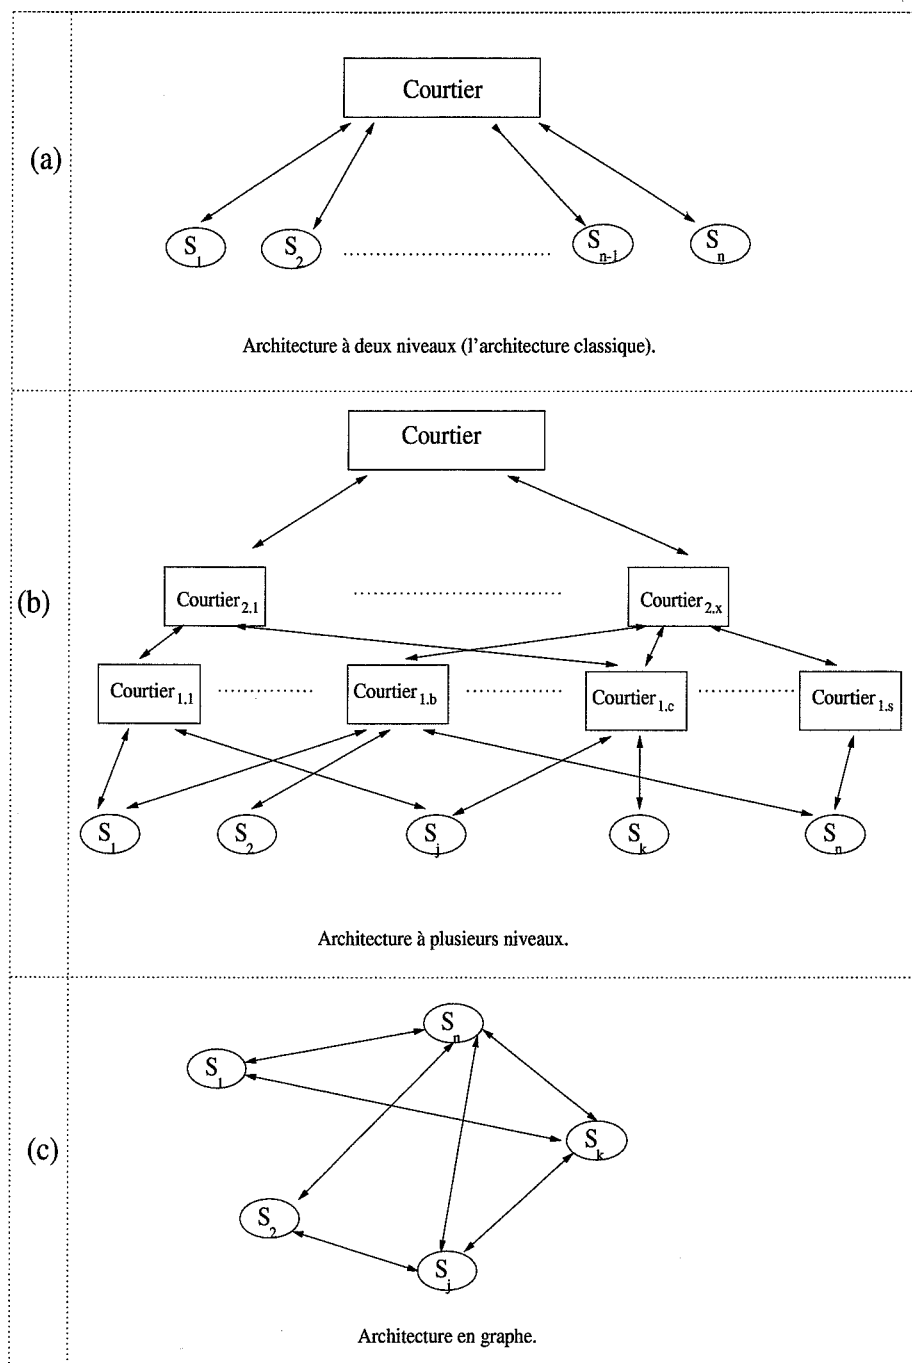 (a)
Courtier
S1 S2 ........ Sn-1 Sn
Architecture à deux niveaux (l'architecture classique).
(b)
Courtier
Courtier2.1 ........ Courtier2.x
Courtier1.1 ........ Courtier1.b ........ Courtier1.c ........ Courtier1.s
S1 S2 Sj Sk Sn
Architecture à plusieurs niveaux.
(c)
Sn
S1
Sk
S2
Sj
Architecture en graphe.